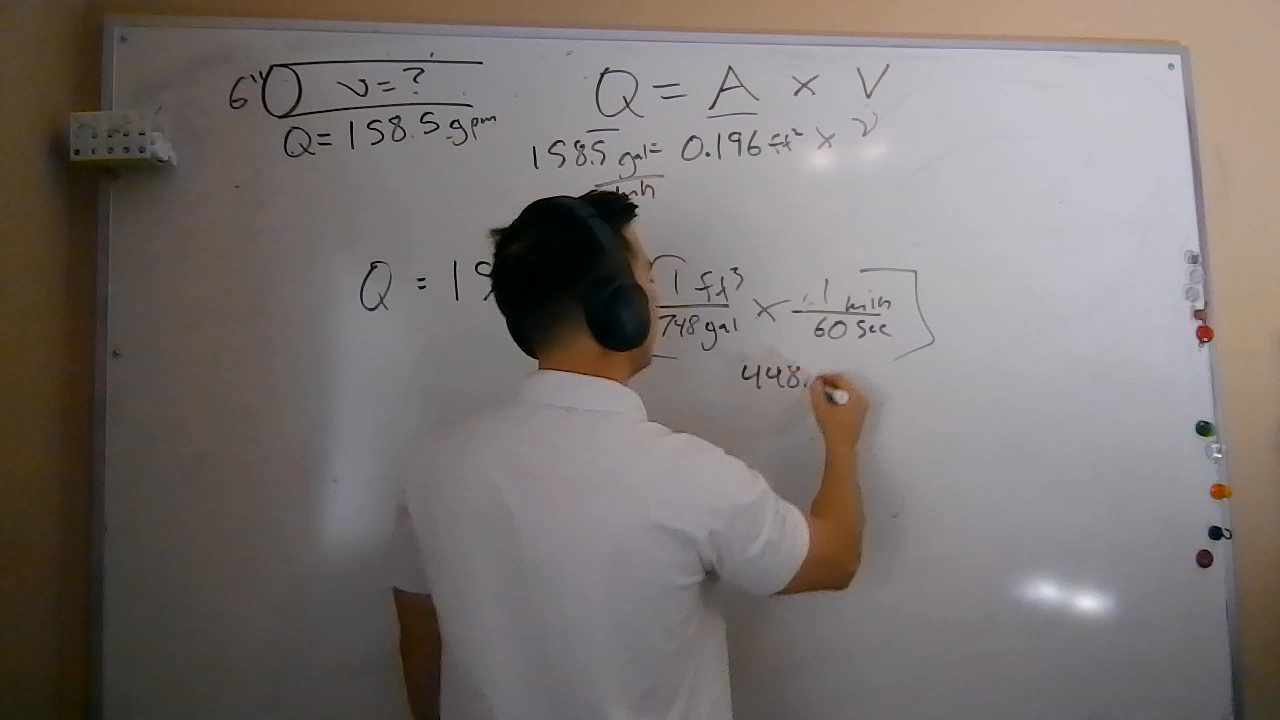 6" v = ?
Q = 158.5 gpm
Q = A × V
158.5 gal = 0.196 ft² × v
min
Q = 1 1 ft³ × 1 min
748 gal 60 sec
448.